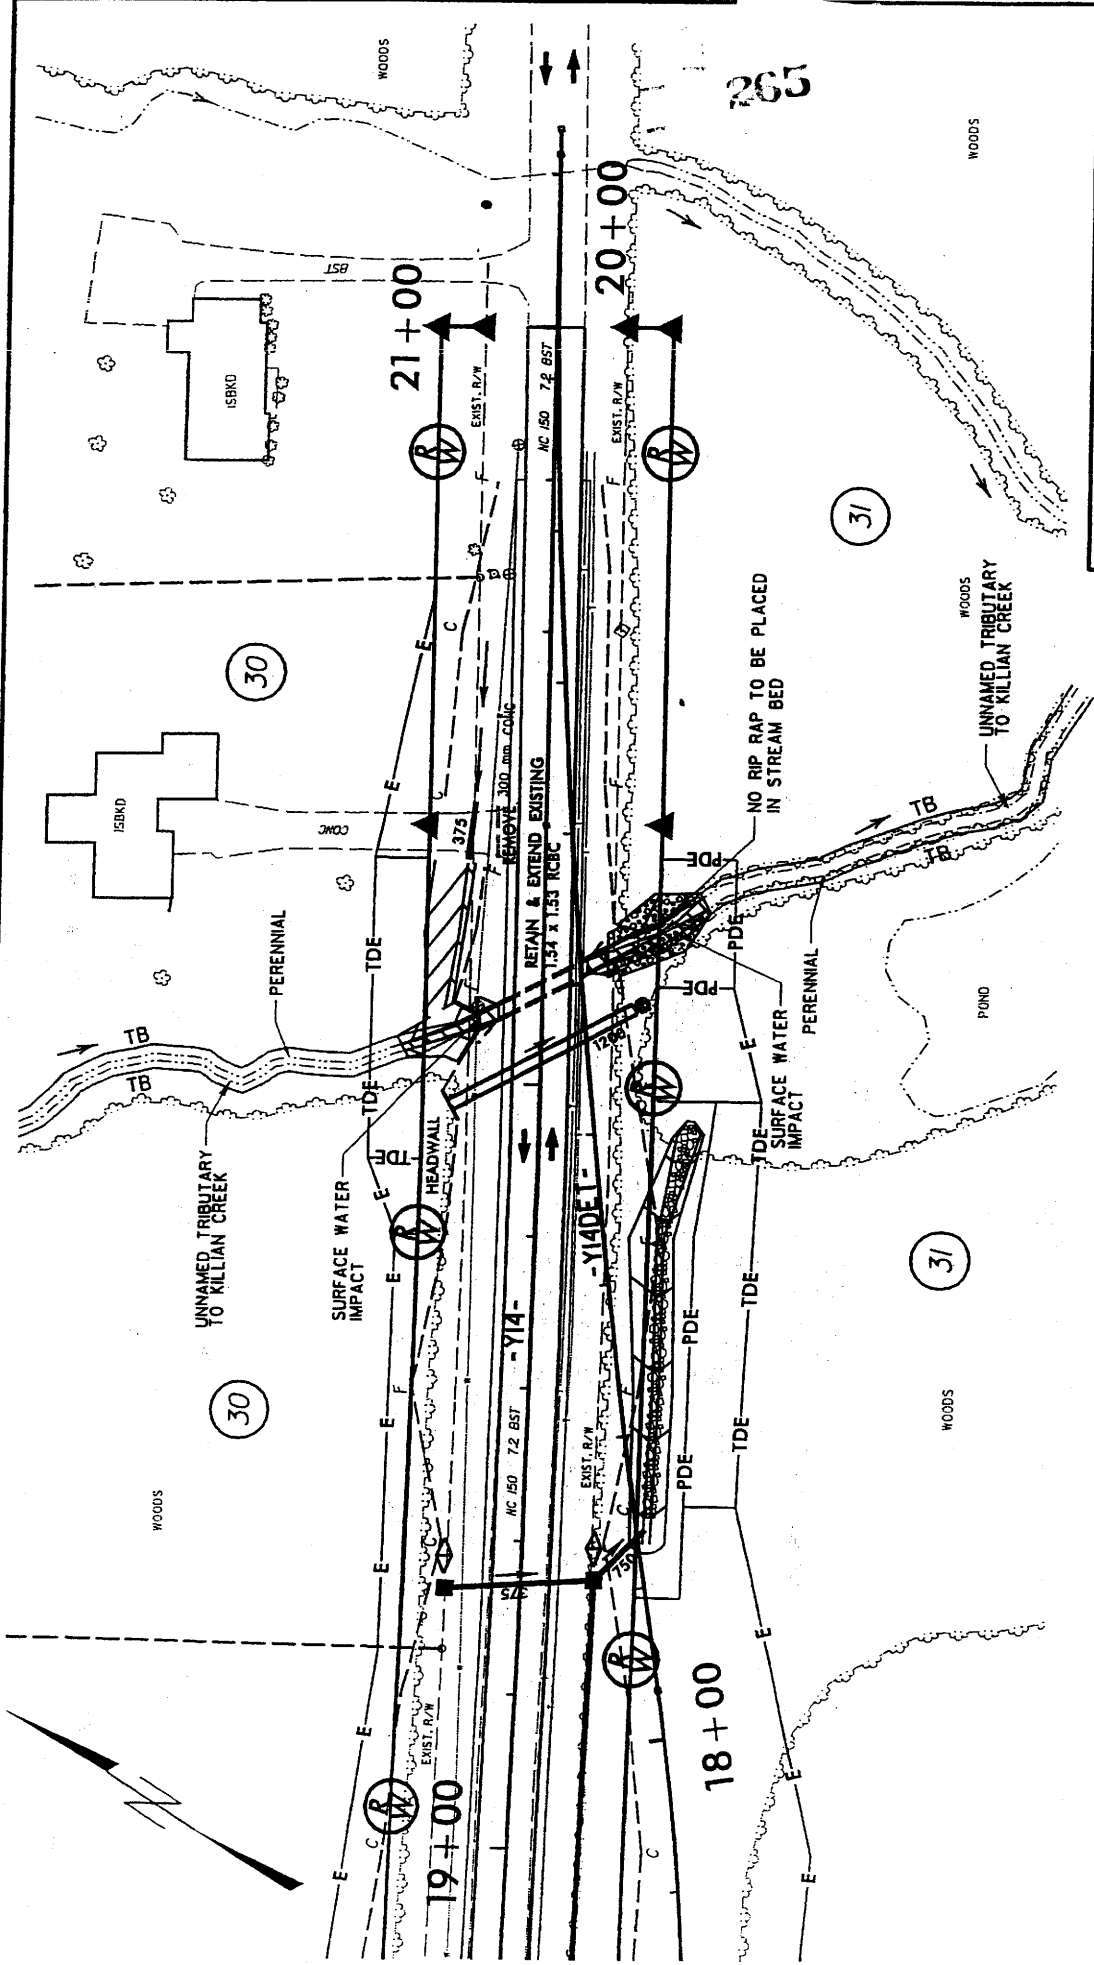 WOODS
265
WOODS
BST
20+00
21+00
ISBKD
EXIST. R/W
NC 150 7.2 BST
EXIST. R/W
R/W
R/W
F
F
31
30
C
E
NO RIP RAP TO BE PLACED
IN STREAM BED
WOODS
UNNAMED TRIBUTARY
TO KILLIAN CREEK
ISBKD
CONC
E
C
375
F
REMOVE 300 mm CONC
RETAIN & EXTEND EXISTING
1.54 x 1.53 RCBC
F
TB
TB
PDE
PDE
PDE
PERENNIAL
TDE
TB
TB
PERENNIAL
POND
1200
E
SURFACE WATER
IMPACT
TDE
TDE
HEADWALL
R/W
TDE
UNNAMED TRIBUTARY
TO KILLIAN CREEK
SURFACE WATER
IMPACT
E
R/W
-Y14DET-
31
E
F
TDE
PDE
-Y14-
30
E
F
F
NC 150 7.2 BST
EXIST. R/W
TDE
PDE
WOODS
WOODS
C
C
E
750
375
R/W
E
E
EXIST. R/W
18+00
E
R/W
19+00
C
C
E
E